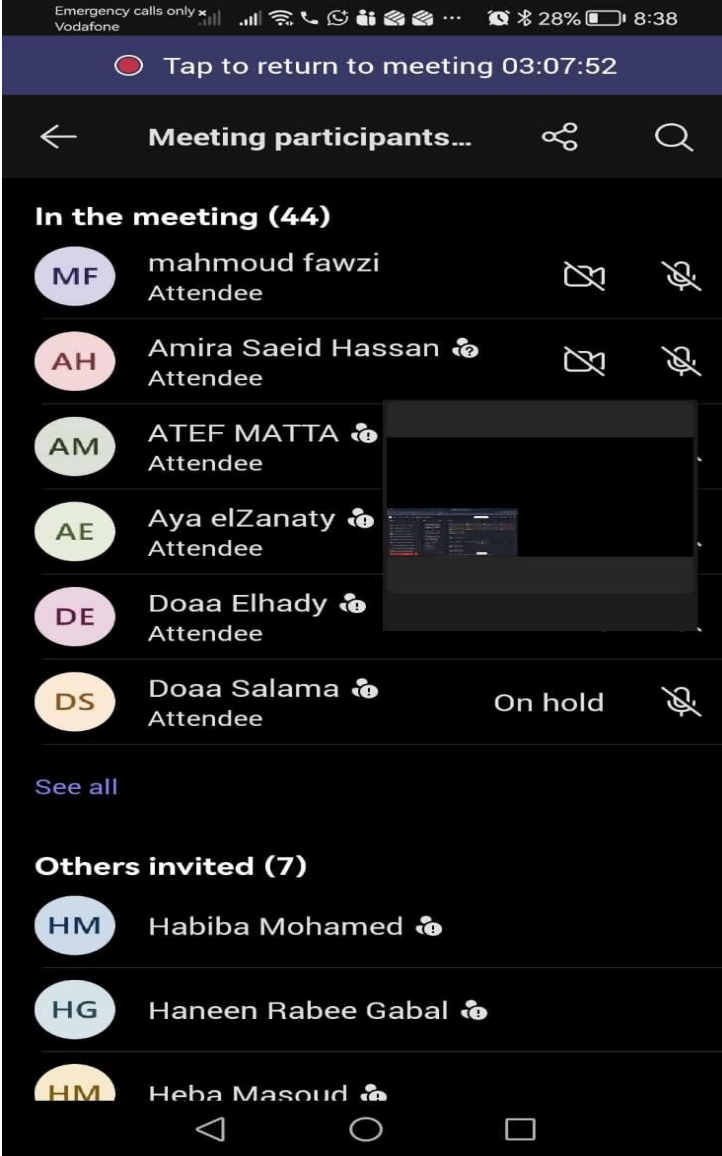 Emergency calls only
Vodafone
28% 8:38
Tap to return to meeting 03:07:52
Meeting participants...
In the meeting (44)
MF mahmoud fawzi
Attendee
AH Amira Saeid Hassan
Attendee
AM ATEF MATTA
Attendee
AE Aya elZanaty
Attendee
DE Doaa Elhady
Attendee
DS Doaa Salama On hold
Attendee
See all
Others invited (7)
HM Habiba Mohamed
HG Haneen Rabee Gabal
HM Heba Masoud